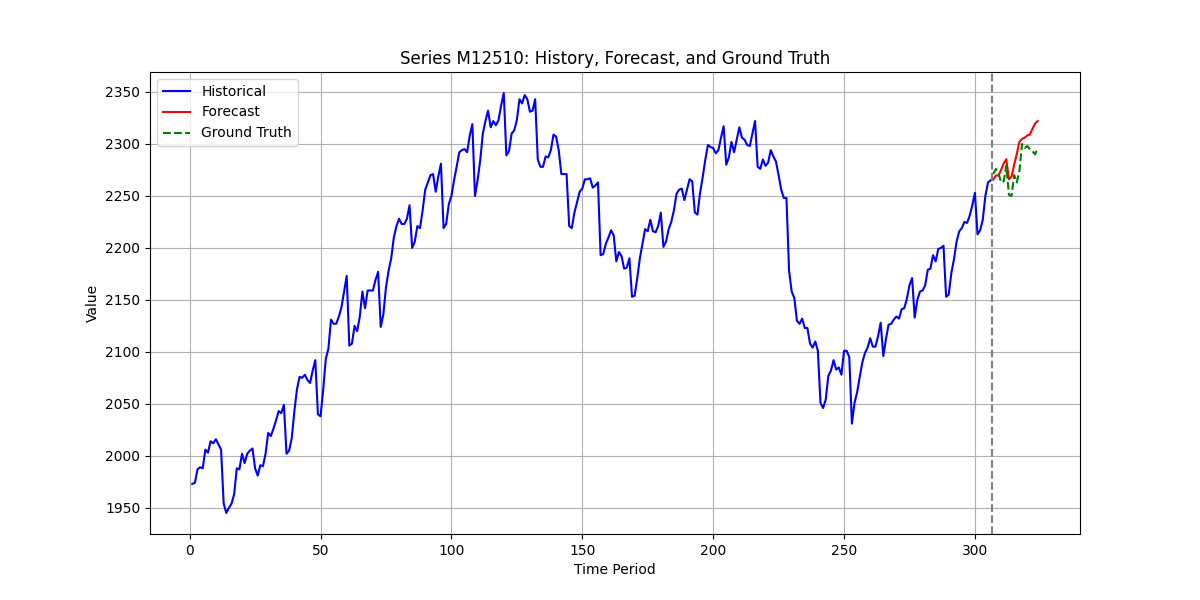 Series M12510: History, Forecast, and Ground Truth
Historical
Forecast
Ground Truth
2350
2300
2250
2200
2150
2100
2050
2000
1950
Value
0 50 100 150 200 250 300
Time Period